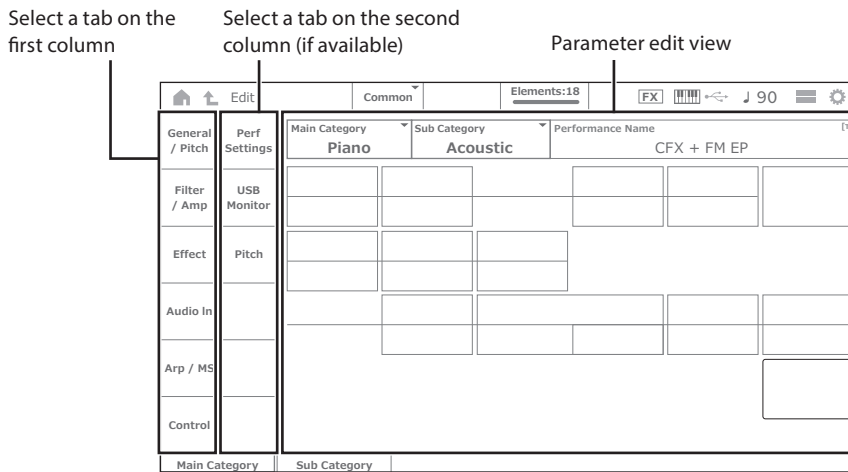 Select a tab on the
first column
Select a tab on the second
column (if available)
Parameter edit view
Edit
Common
Elements:18
FX
90
General
/ Pitch
Perf
Settings
Main Category
Piano
Sub Category
Acoustic
Performance Name
CFX + FM EP
Filter
/ Amp
USB
Monitor
Effect
Pitch
Audio In
Arp / MS
Control
Main Category
Sub Category